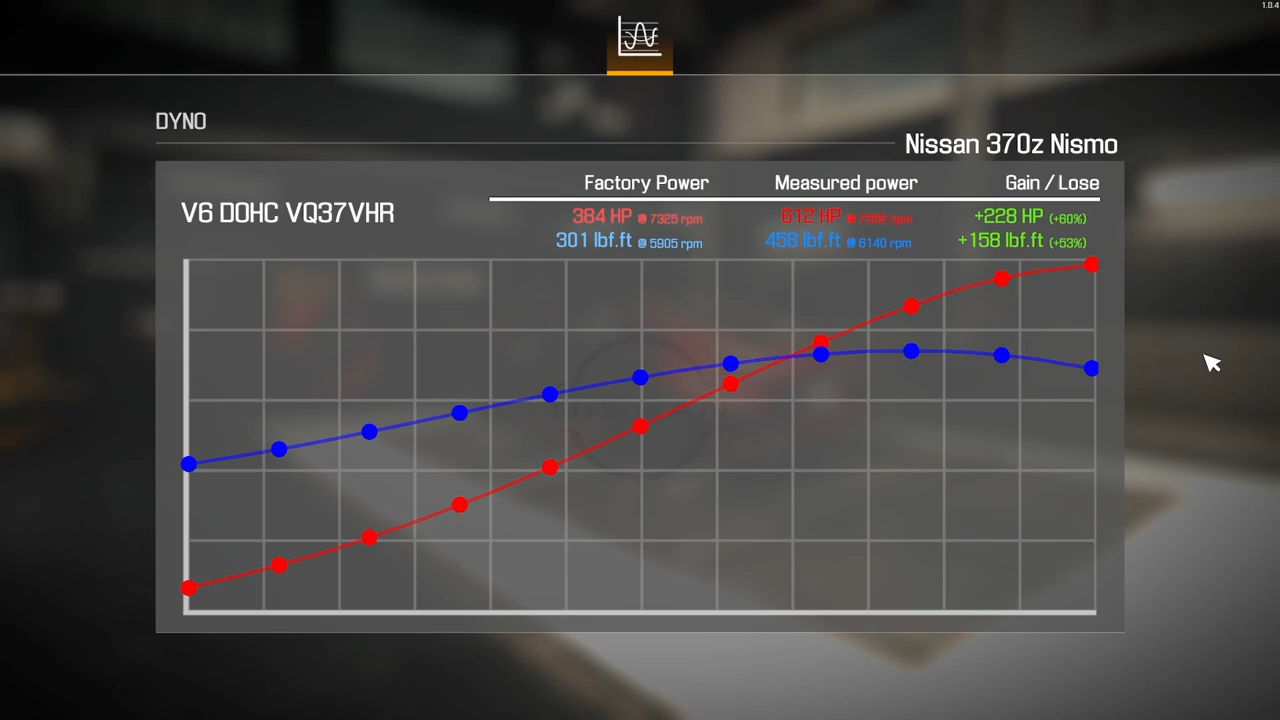 1.0.4
DYNO
Nissan 370z Nismo
Factory Power Measured power Gain / Lose
V6 DOHC VQ37VHR
384 HP @ 7325 rpm 612 HP @ rpm +228 HP (+60%)
301 lbf.ft @ 5905 rpm 458 lbf.ft @ 6140 rpm +158 lbf.ft (+53%)